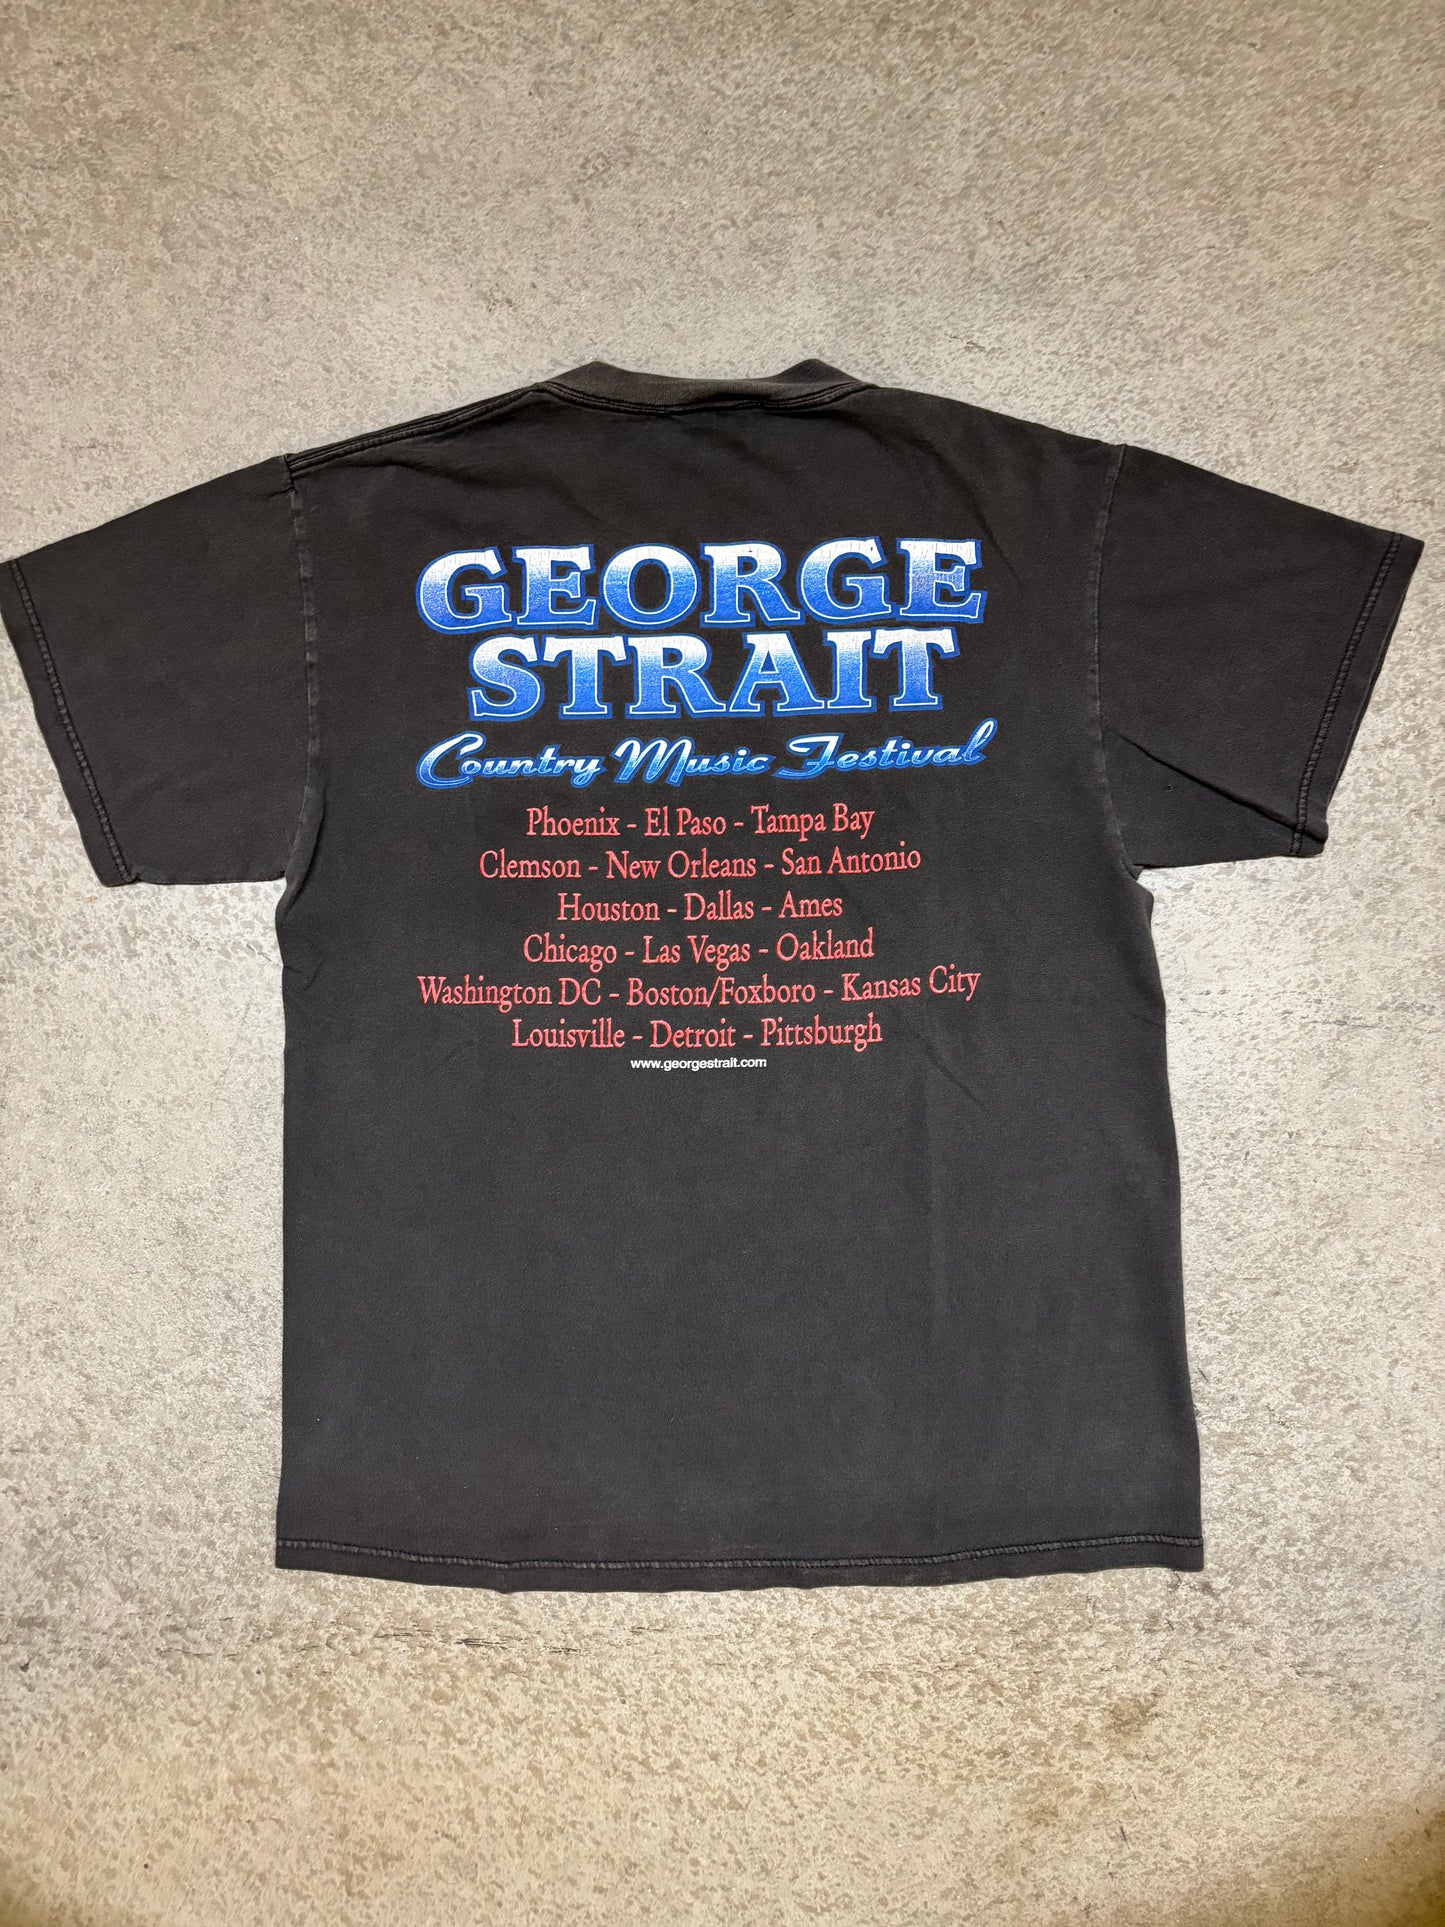 GEORGE
STRAIT
Country Music Festival
Phoenix - El Paso - Tampa Bay
Clemson - New Orleans - San Antonio
Houston - Dallas - Ames
Chicago - Las Vegas - Oakland
Washington DC - Boston/Foxboro - Kansas City
Louisville - Detroit - Pittsburgh
www.georgestrait.com